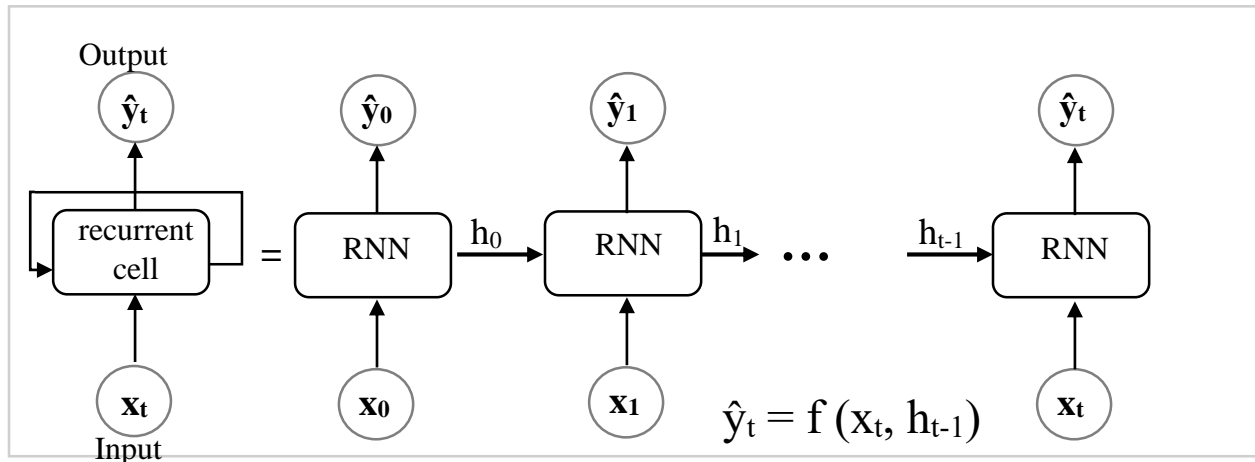 Output
ŷt ŷ0 ŷ1 ŷt
recurrent cell = RNN h0 RNN h1 ... ht-1 RNN
xt x0 x1 xt
Input
ŷt = f (xt, ht-1)